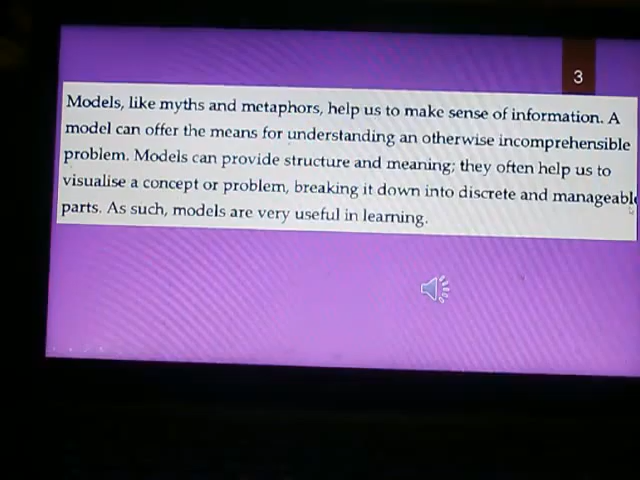 3
Models, like myths and metaphors, help us to make sense of information. A
model can offer the means for understanding an otherwise incomprehensible
problem. Models can provide structure and meaning; they often help us to
visualise a concept or problem, breaking it down into discrete and manageable
parts. As such, models are very useful in learning.